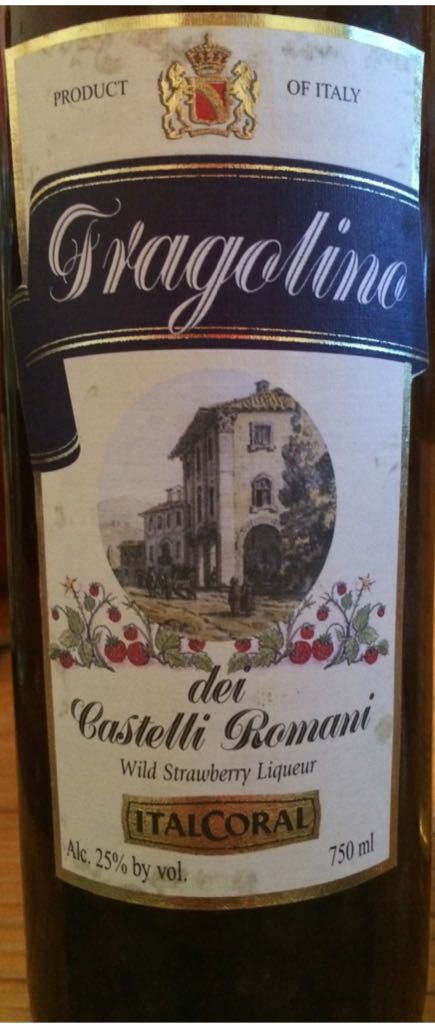 PRODUCT OF ITALY
Fragolino
dei
Castelli Romani
Wild Strawberry Liqueur
ITALCORAL
Alc. 25% by vol. 750 ml